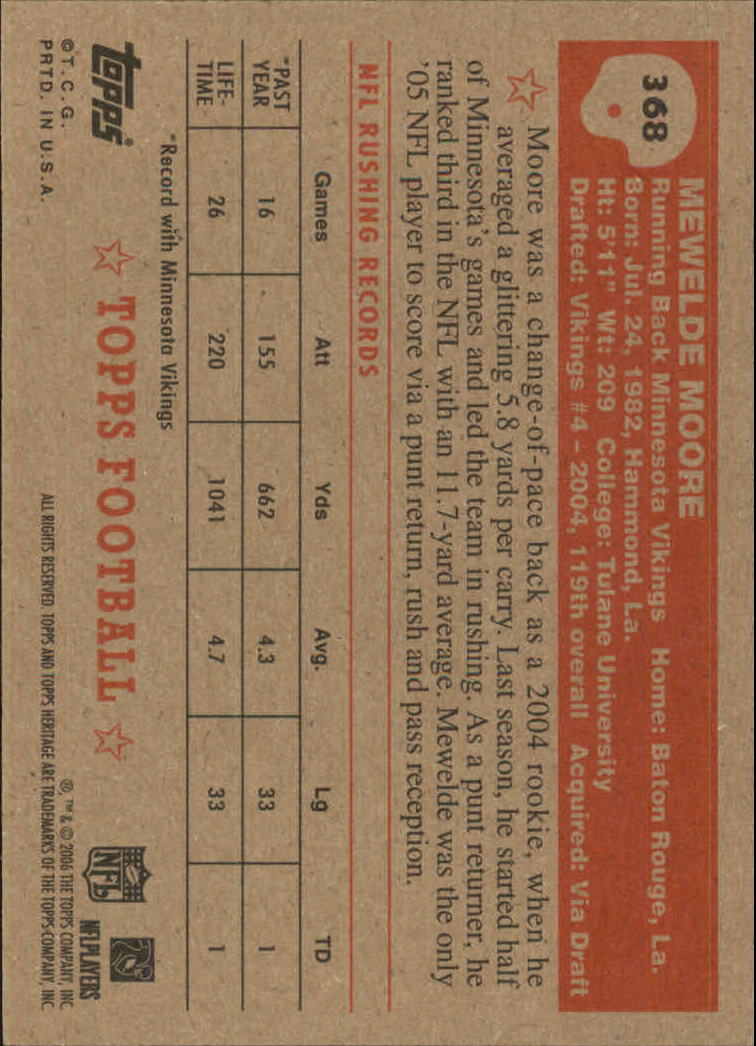 368
MEWELDE MOORE
Running Back Minnesota Vikings Home: Baton Rouge, La.
Born: Jul. 24, 1982, Hammond, La.
Ht: 5'11" Wt: 209 College: Tulane University
Drafted: Vikings #4 – 2004, 119th overall Acquired: Via Draft
Moore was a change-of-pace back as a 2004 rookie, when he
averaged a glittering 5.8 yards per carry. Last season, he started half
of Minnesota's games and led the team in rushing. As a punt returner, he
ranked third in the NFL with an 11.7-yard average. Mewelde was the only
'05 NFL player to score via a punt return, rush and pass reception.
NFL RUSHING RECORDS
Games Att Yds Avg. Lg TD
*PAST
YEAR 16 155 662 4.3 33 1
LIFE-
TIME 26 220 1041 4.7 33 1
*Record with Minnesota Vikings
topps®
TOPPS FOOTBALL
NFL
NFLPLAYERS
©T.C.G.
PRTD. IN U.S.A.
®, ™ & © 2006 THE TOPPS COMPANY, INC
ALL RIGHTS RESERVED. TOPPS AND TOPPS HERITAGE ARE TRADEMARKS OF THE TOPPS COMPANY, INC